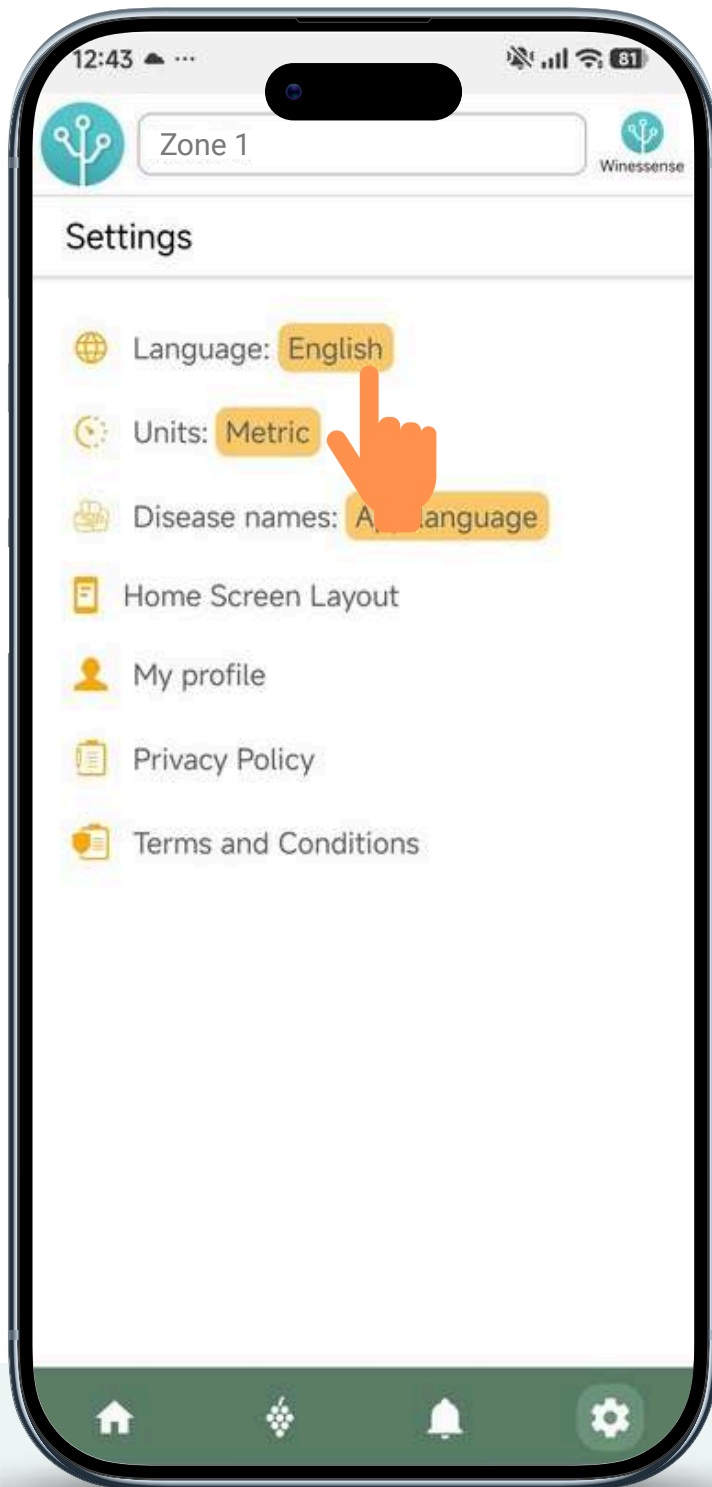 12:43
81
Zone 1
Winessense
Settings
Language: English
Units: Metric
Disease names: language
Home Screen Layout
My profile
Privacy Policy
Terms and Conditions